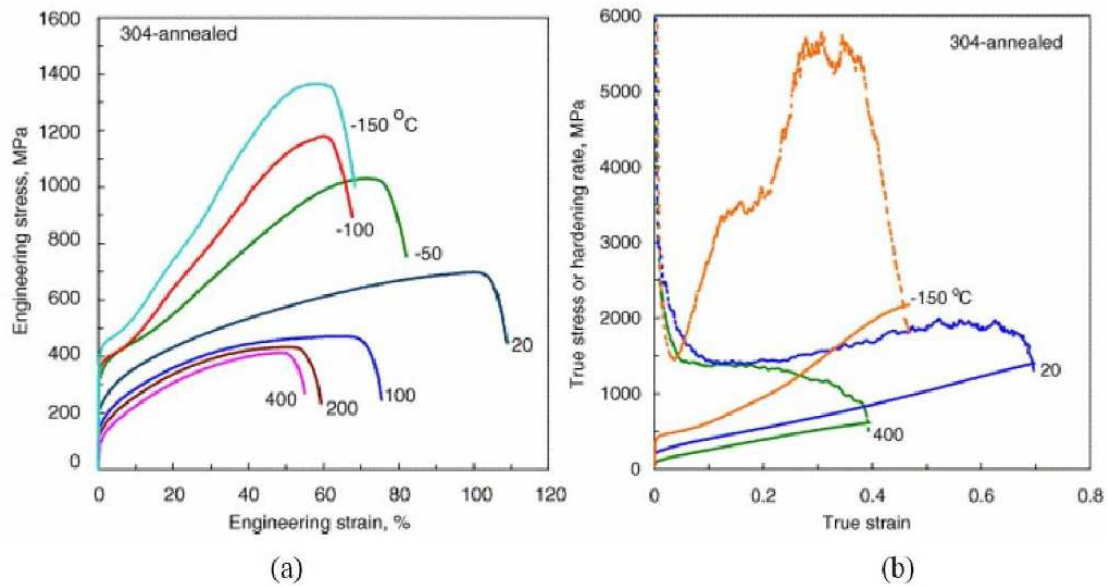 304-annealed
Engineering stress, MPa
1600
1400
1200
1000
800
600
400
200
0
-150 °C
-100
-50
20
100
200
400
0 20 40 60 80 100 120
Engineering strain, %
(a)
304-annealed
True stress or hardening rate, MPa
6000
5000
4000
3000
2000
1000
0
-150 °C
20
400
0 0.2 0.4 0.6 0.8
True strain
(b)